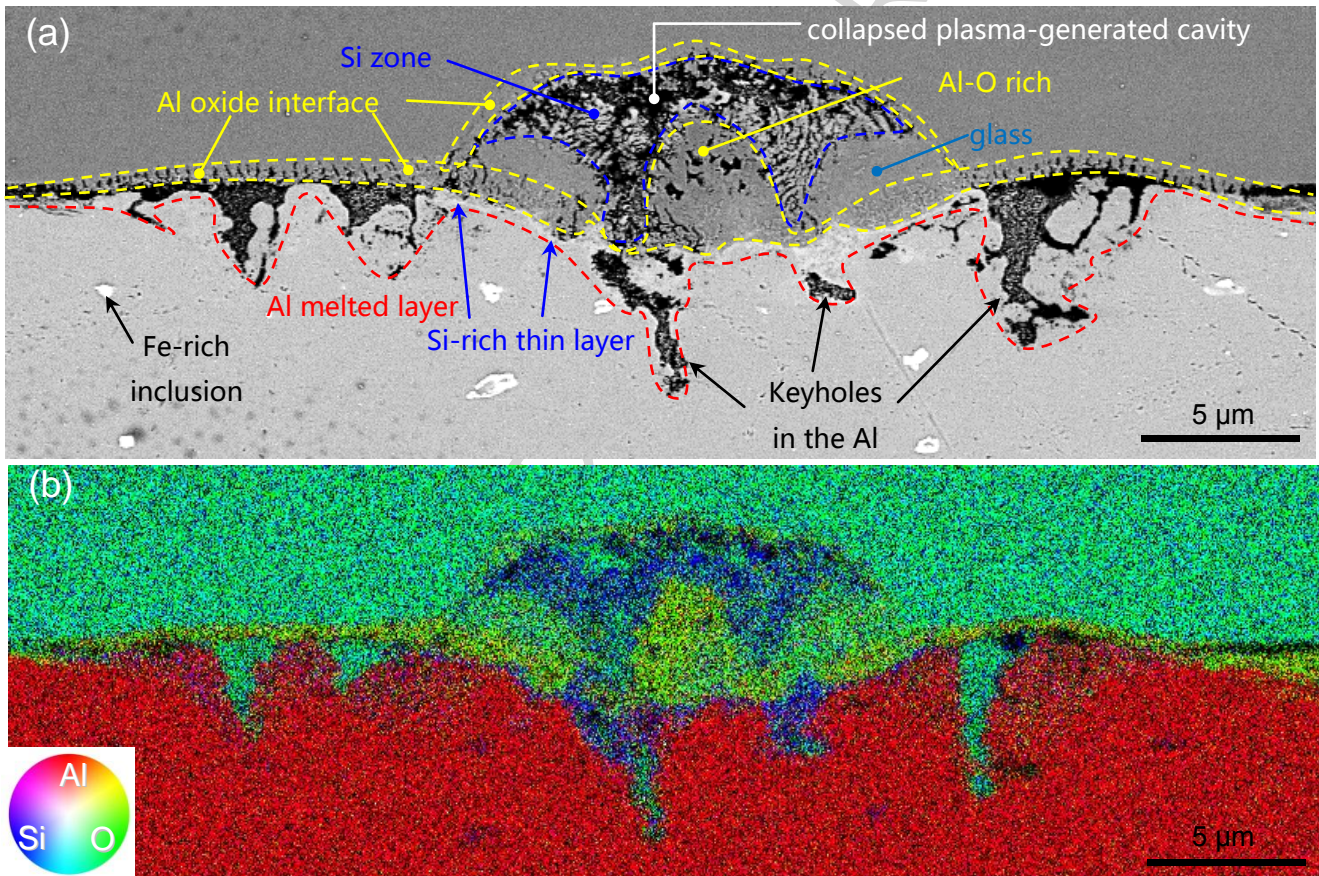 (a)
collapsed plasma-generated cavity
Si zone
Al-O rich
Al oxide interface
glass
Al melted layer
Si-rich thin layer
Fe-rich
inclusion
Keyholes
in the Al
5 µm
(b)
Al
Si
O
5 µm